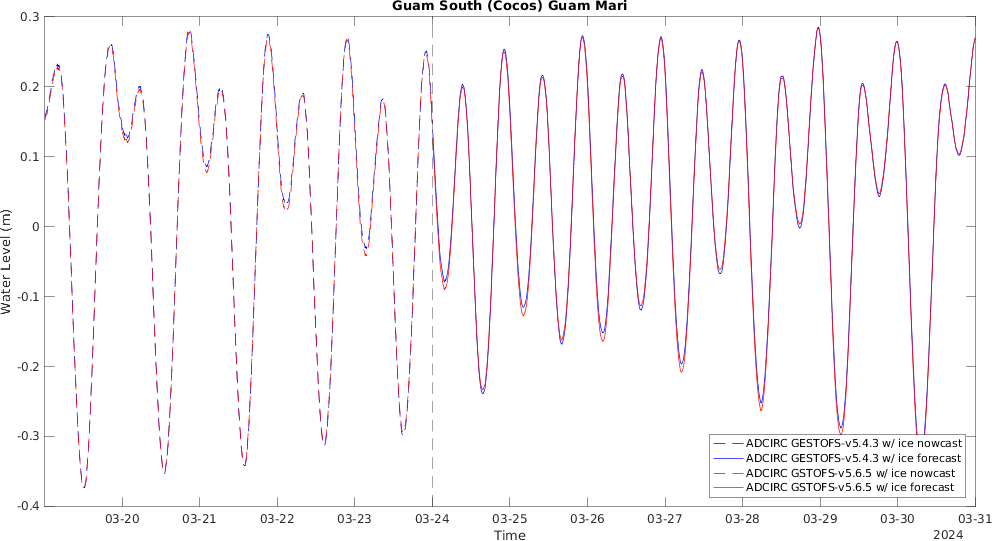 Guam South (Cocos) Guam Mari
0.3
0.2
0.1
0
-0.1
-0.2
-0.3
-0.4
Water Level (m)
ADCIRC GESTOFS-v5.4.3 w/ ice nowcast
ADCIRC GESTOFS-v5.4.3 w/ ice forecast
ADCIRC GSTOFS-v5.6.5 w/ ice nowcast
ADCIRC GSTOFS-v5.6.5 w/ ice forecast
03-20 03-21 03-22 03-23 03-24 03-25 03-26 03-27 03-28 03-29 03-30 03-31
Time
2024